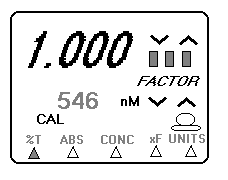 1.000
FACTOR
546 nM
CAL
%T ABS CONC xF UNITS